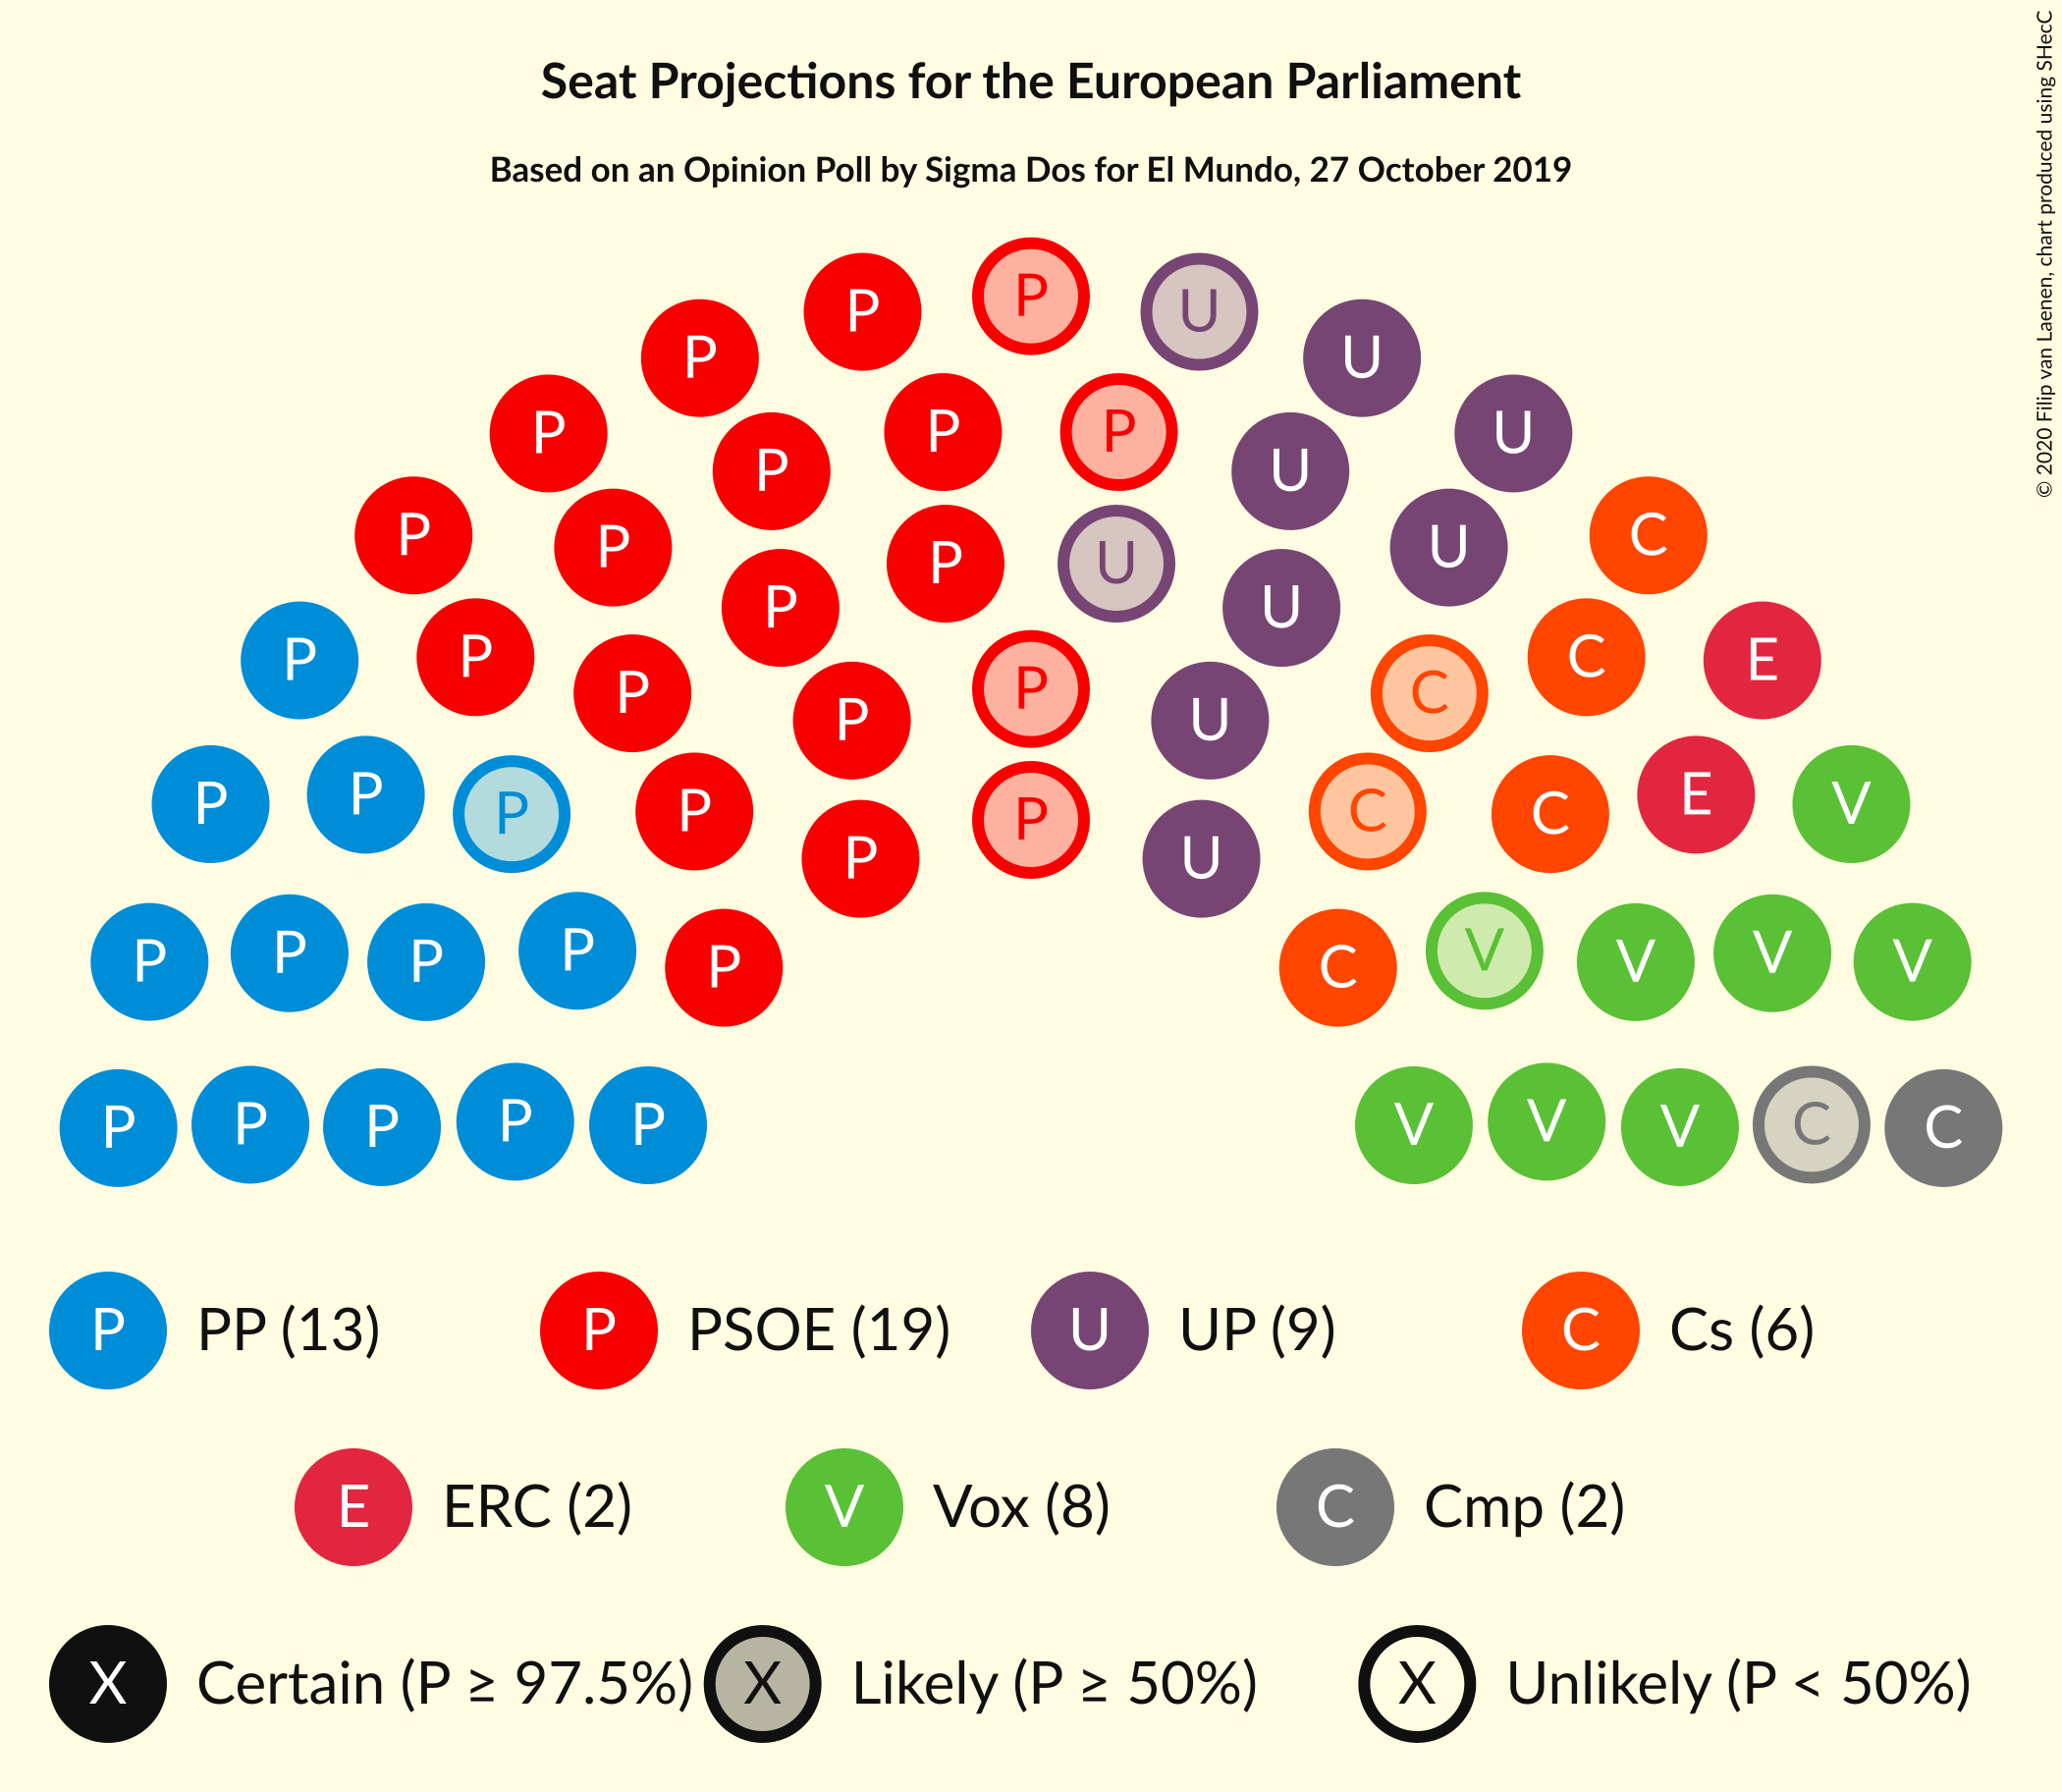 Seat Projections for the European Parliament
Based on an Opinion Poll by Sigma Dos for El Mundo, 27 October 2019
© 2020 Filip van Laenen, chart produced using SHecC
P
P U
P U
P P P U
P U
P C
P U
P U
P U
P P C E
P P C
P U
P P P P P C C C E V
P U
P P P P P C V V V V
P P P P P V V V C C
P PP (13) P PSOE (19) U UP (9) C Cs (6)
E ERC (2) V Vox (8) C Cmp (2)
X Certain (P ≥ 97.5%) X Likely (P ≥ 50%) X Unlikely (P < 50%)